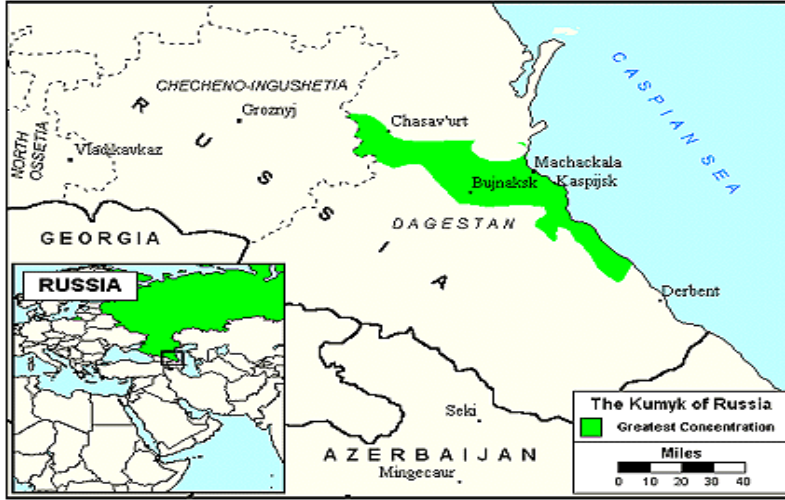 CASPIAN SEA
CHECHENO-INGUSHETIA
Groznyj
Chasav'urt
NORTH
OSSETIA
Vladikavkaz
RUSSIA
Machackala
Kaspijsk
Bujnaksk
DAGESTAN
GEORGIA
RUSSIA
Derbent
Seki
AZERBAIJAN
Mingecaur
The Kumyk of Russia
Greatest Concentration
Miles
0 10 20 30 40